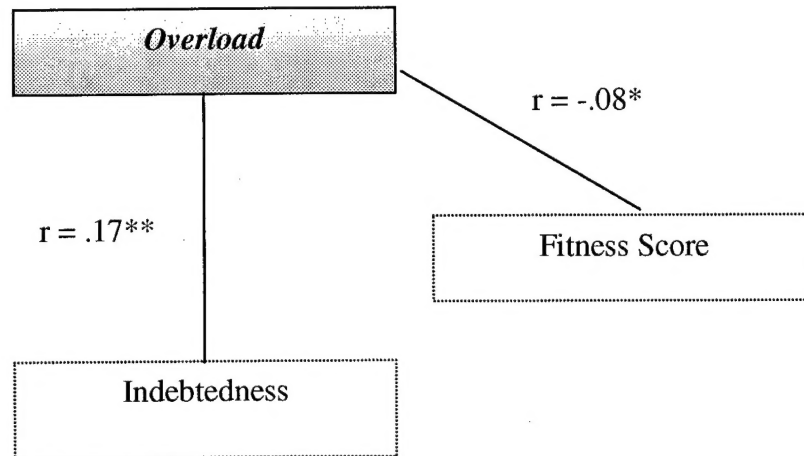 Overload
r = -.08*
r = .17**
Fitness Score
Indebtedness